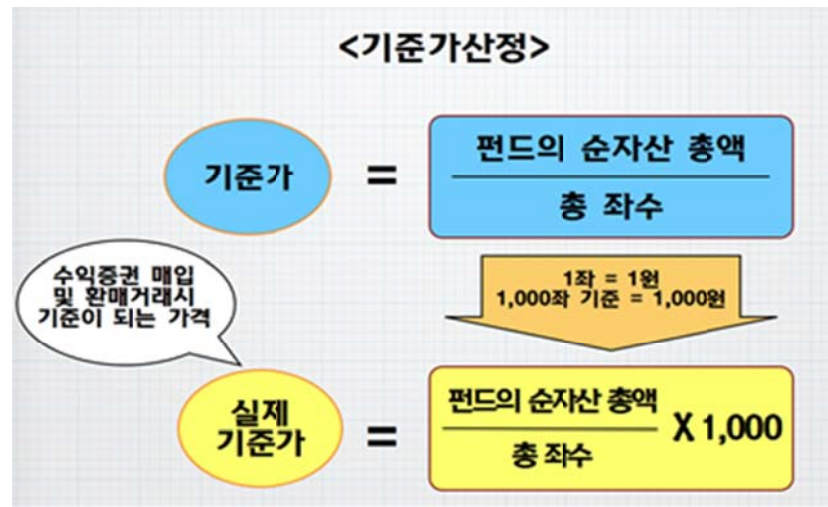 <기준가산정>
기준가
=
펀드의 순자산 총액
총 좌수
수익증권 매입
및 환매거래시
기준이 되는 가격
1좌 = 1원
1,000좌 기준 = 1,000원
실제
기준가
=
펀드의 순자산 총액
총 좌수
X 1,000